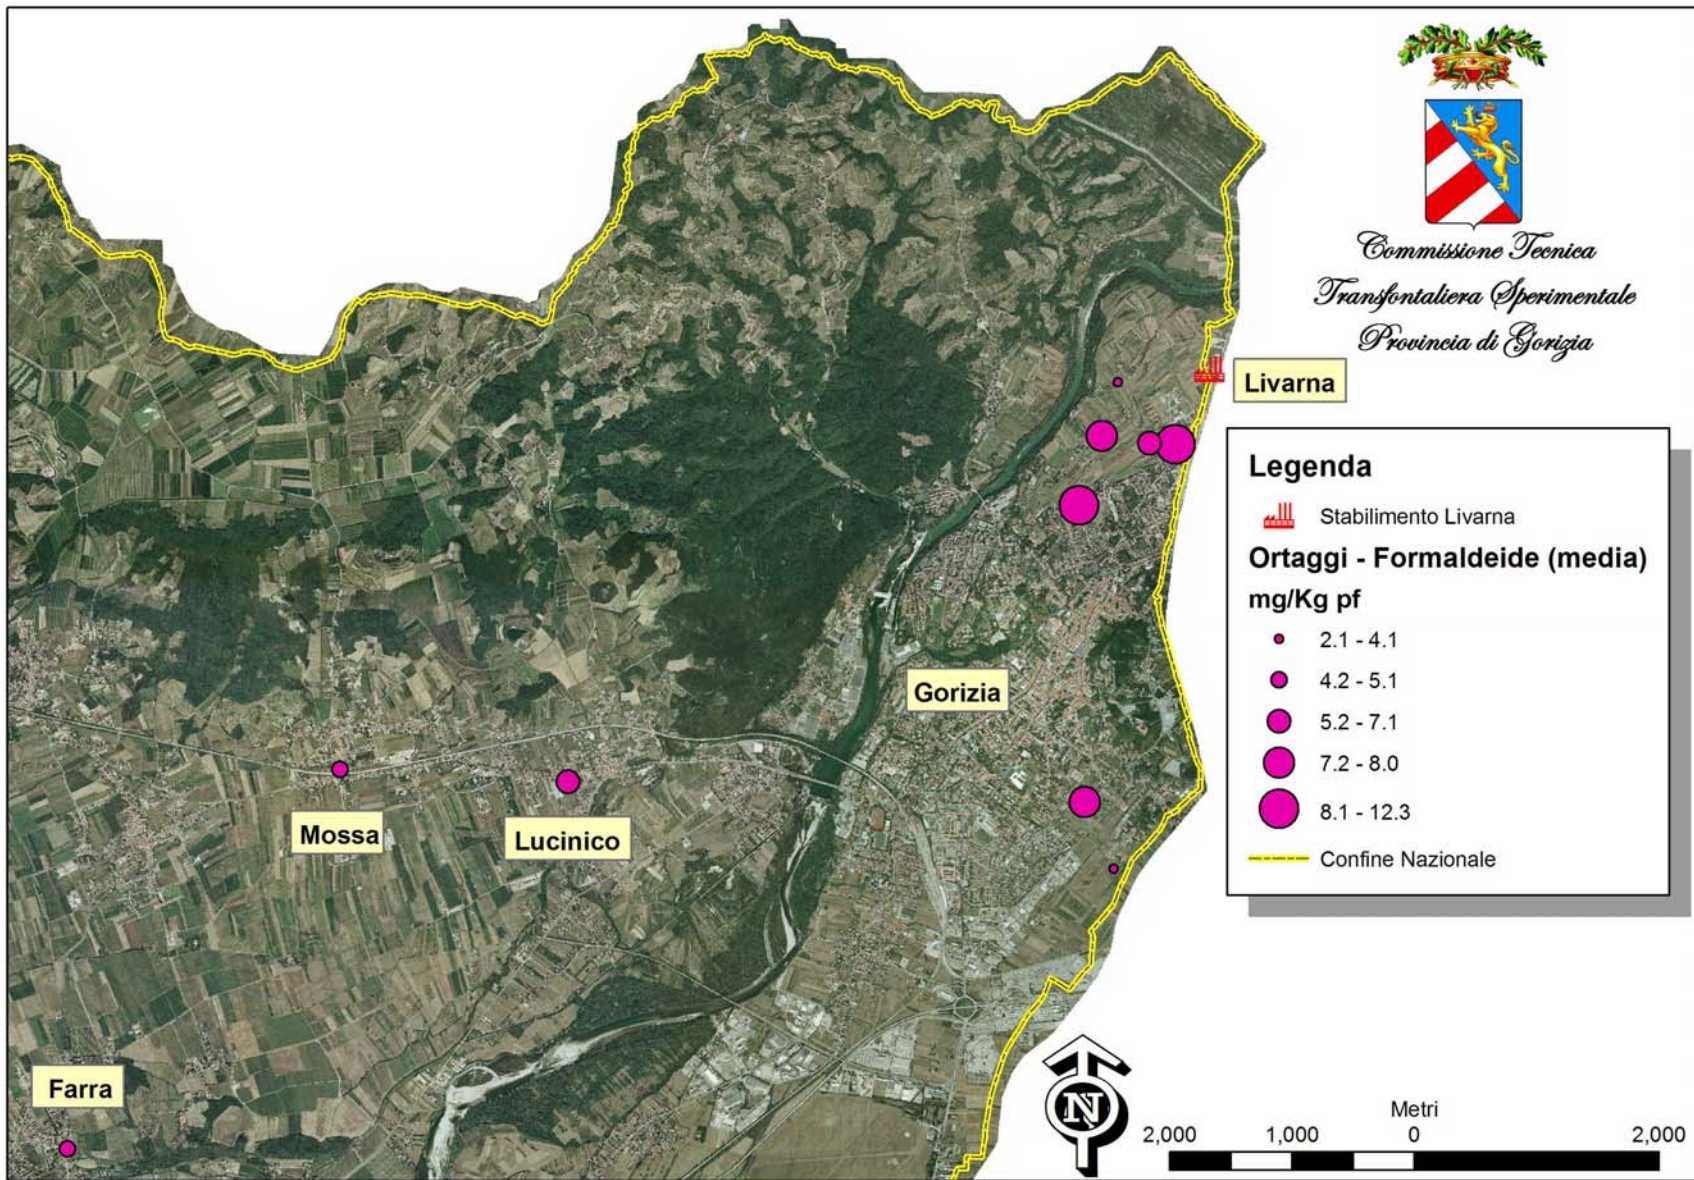 Commissione Tecnica
Transfontaliera Sperimentale
Provincia di Gorizia
Livarna
Legenda
Stabilimento Livarna
Ortaggi - Formaldeide (media)
mg/Kg pf
2.1 - 4.1
4.2 - 5.1
5.2 - 7.1
7.2 - 8.0
8.1 - 12.3
Confine Nazionale
Gorizia
Mossa
Lucinico
Farra
N
Metri
2,000 1,000 0 2,000